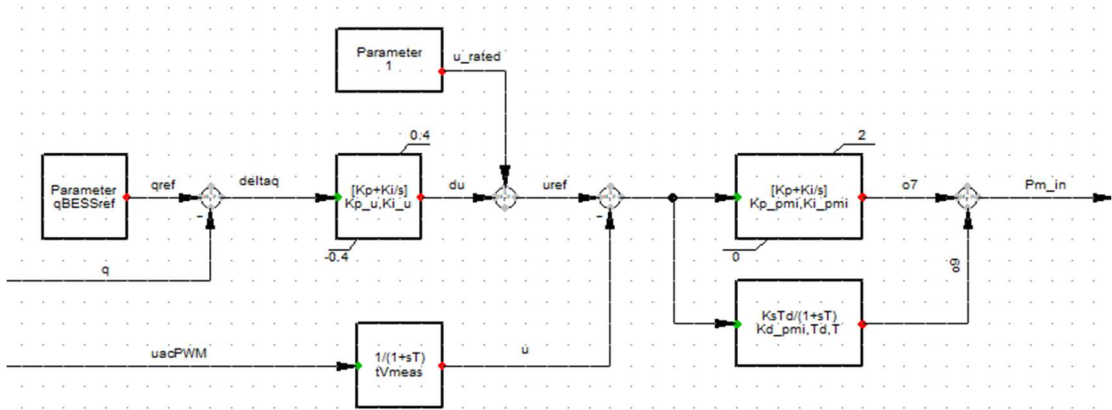 Parameter
1
u_rated
0.4
2
Parameter
qBESSref
qref
deltaq
[Kp+Ki/s]
Kp_u,Ki_u
du
uref
[Kp+Ki/s]
Kp_pmi,Ki_pmi
o7
Pm_in
-
-
-0.4
0
q
o9
KsTd/(1+sT)
Kd_pmi,Td,T
uacPWM
1/(1+sT)
tVmeas
u